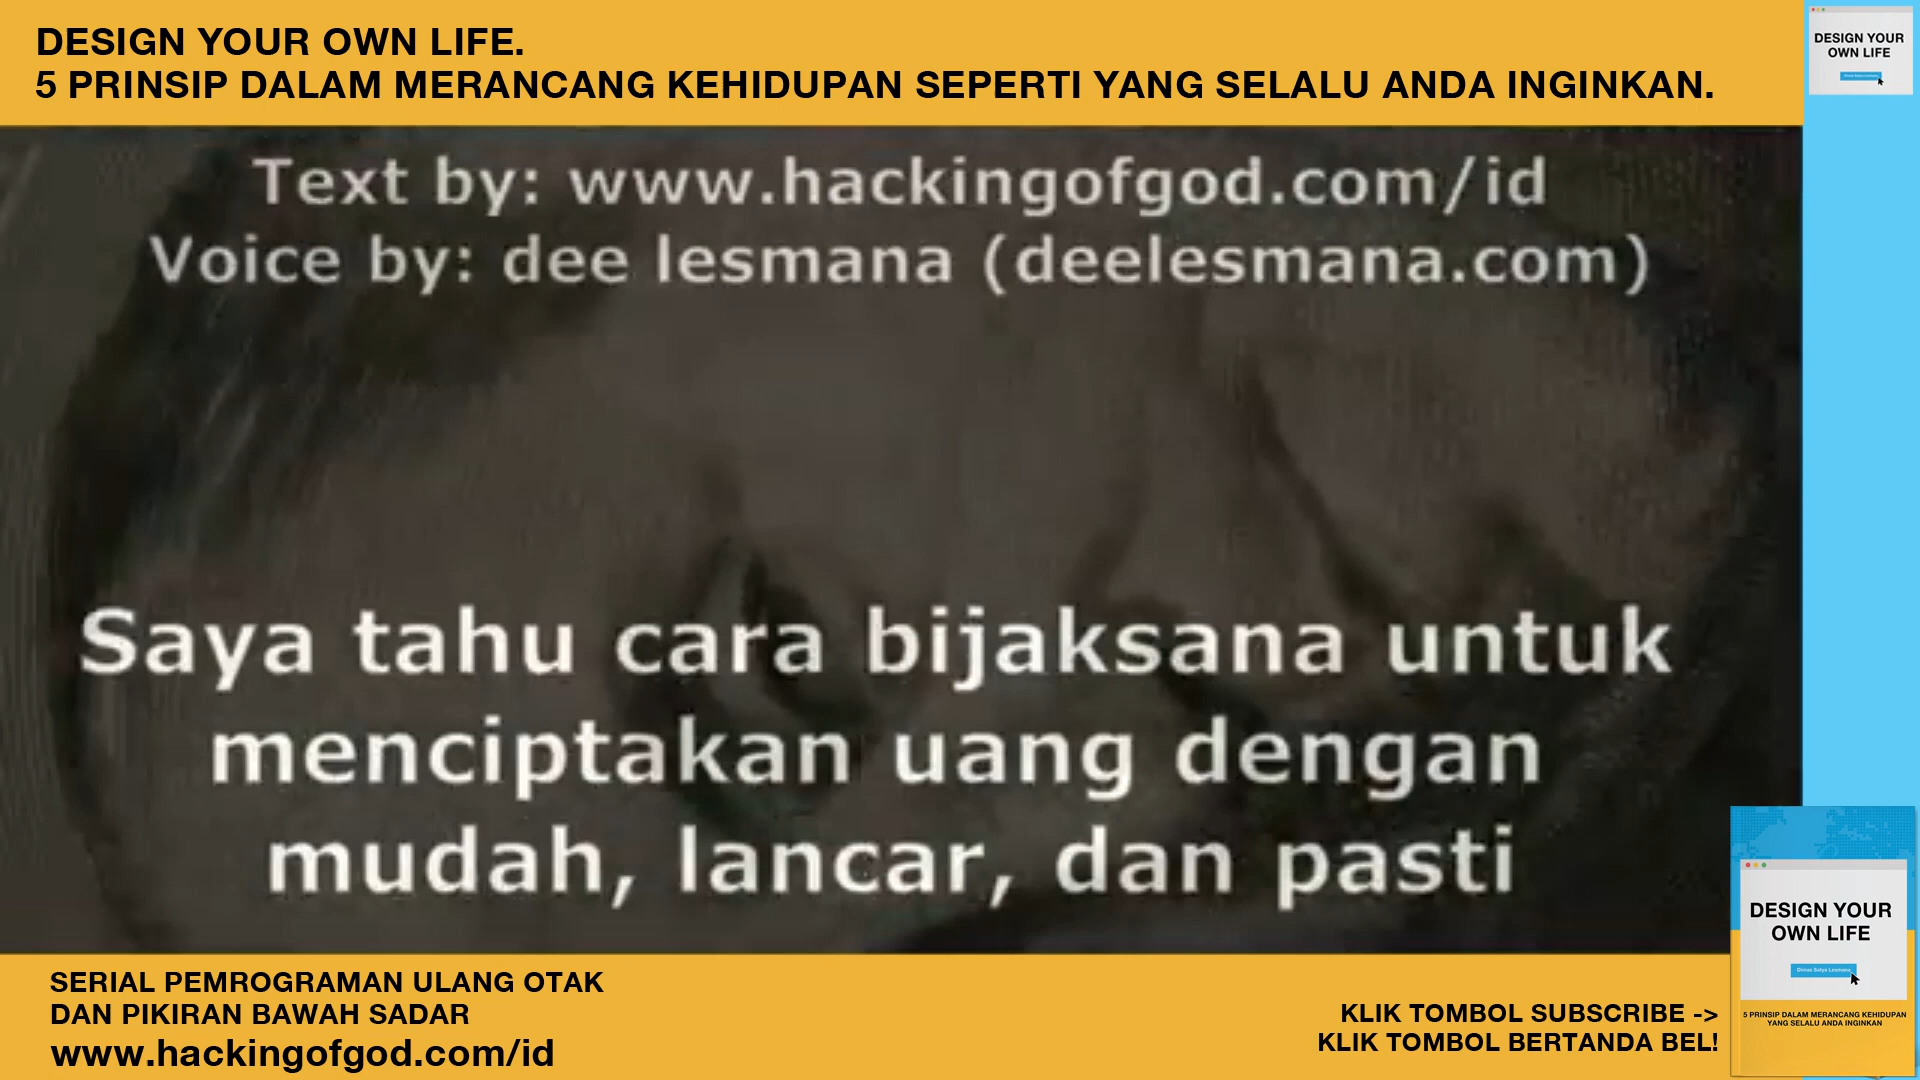 DESIGN YOUR OWN LIFE.
5 PRINSIP DALAM MERANCANG KEHIDUPAN SEPERTI YANG SELALU ANDA INGINKAN.
DESIGN YOUR
OWN LIFE
Text by: www.hackingofgod.com/id
Voice by: dee lesmana (deelesmana.com)
Saya tahu cara bijaksana untuk
menciptakan uang dengan
mudah, lancar, dan pasti
SERIAL PEMROGRAMAN ULANG OTAK
DAN PIKIRAN BAWAH SADAR
www.hackingofgod.com/id
KLIK TOMBOL SUBSCRIBE ->
KLIK TOMBOL BERTANDA BEL!
DESIGN YOUR
OWN LIFE
Dimas Satya Lesmana
5 PRINSIP DALAM MERANCANG KEHIDUPAN
YANG SELALU ANDA INGINKAN